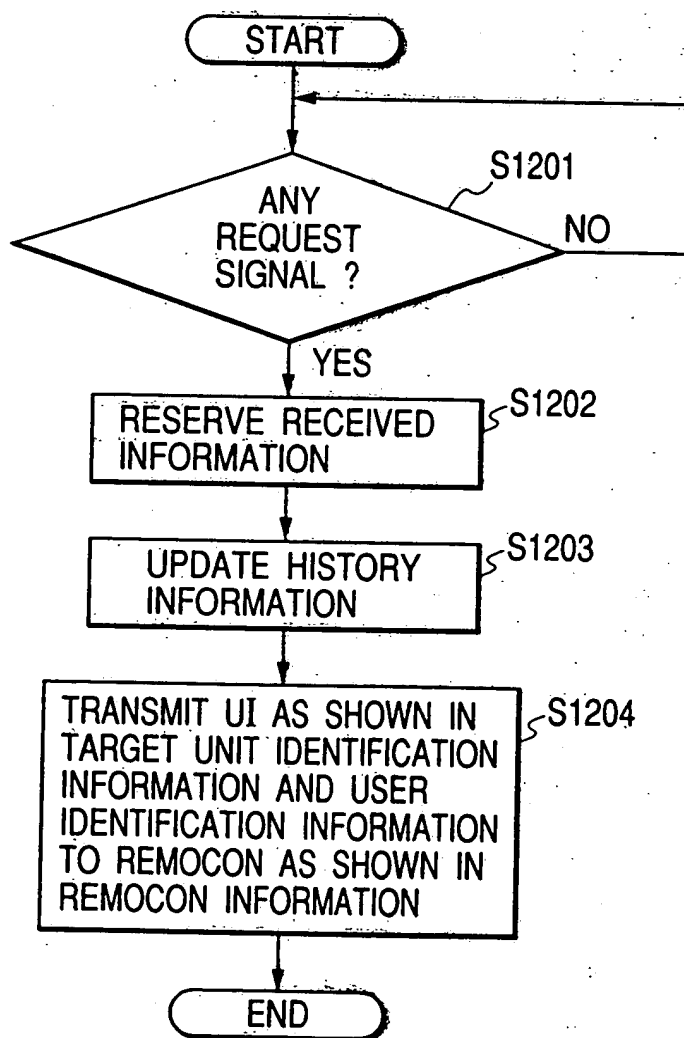 START
S1201
ANY
REQUEST
SIGNAL ?
NO
YES
S1202
RESERVE RECEIVED
INFORMATION
S1203
UPDATE HISTORY
INFORMATION
S1204
TRANSMIT UI AS SHOWN IN
TARGET UNIT IDENTIFICATION
INFORMATION AND USER
IDENTIFICATION INFORMATION
TO REMOCON AS SHOWN IN
REMOCON INFORMATION
END